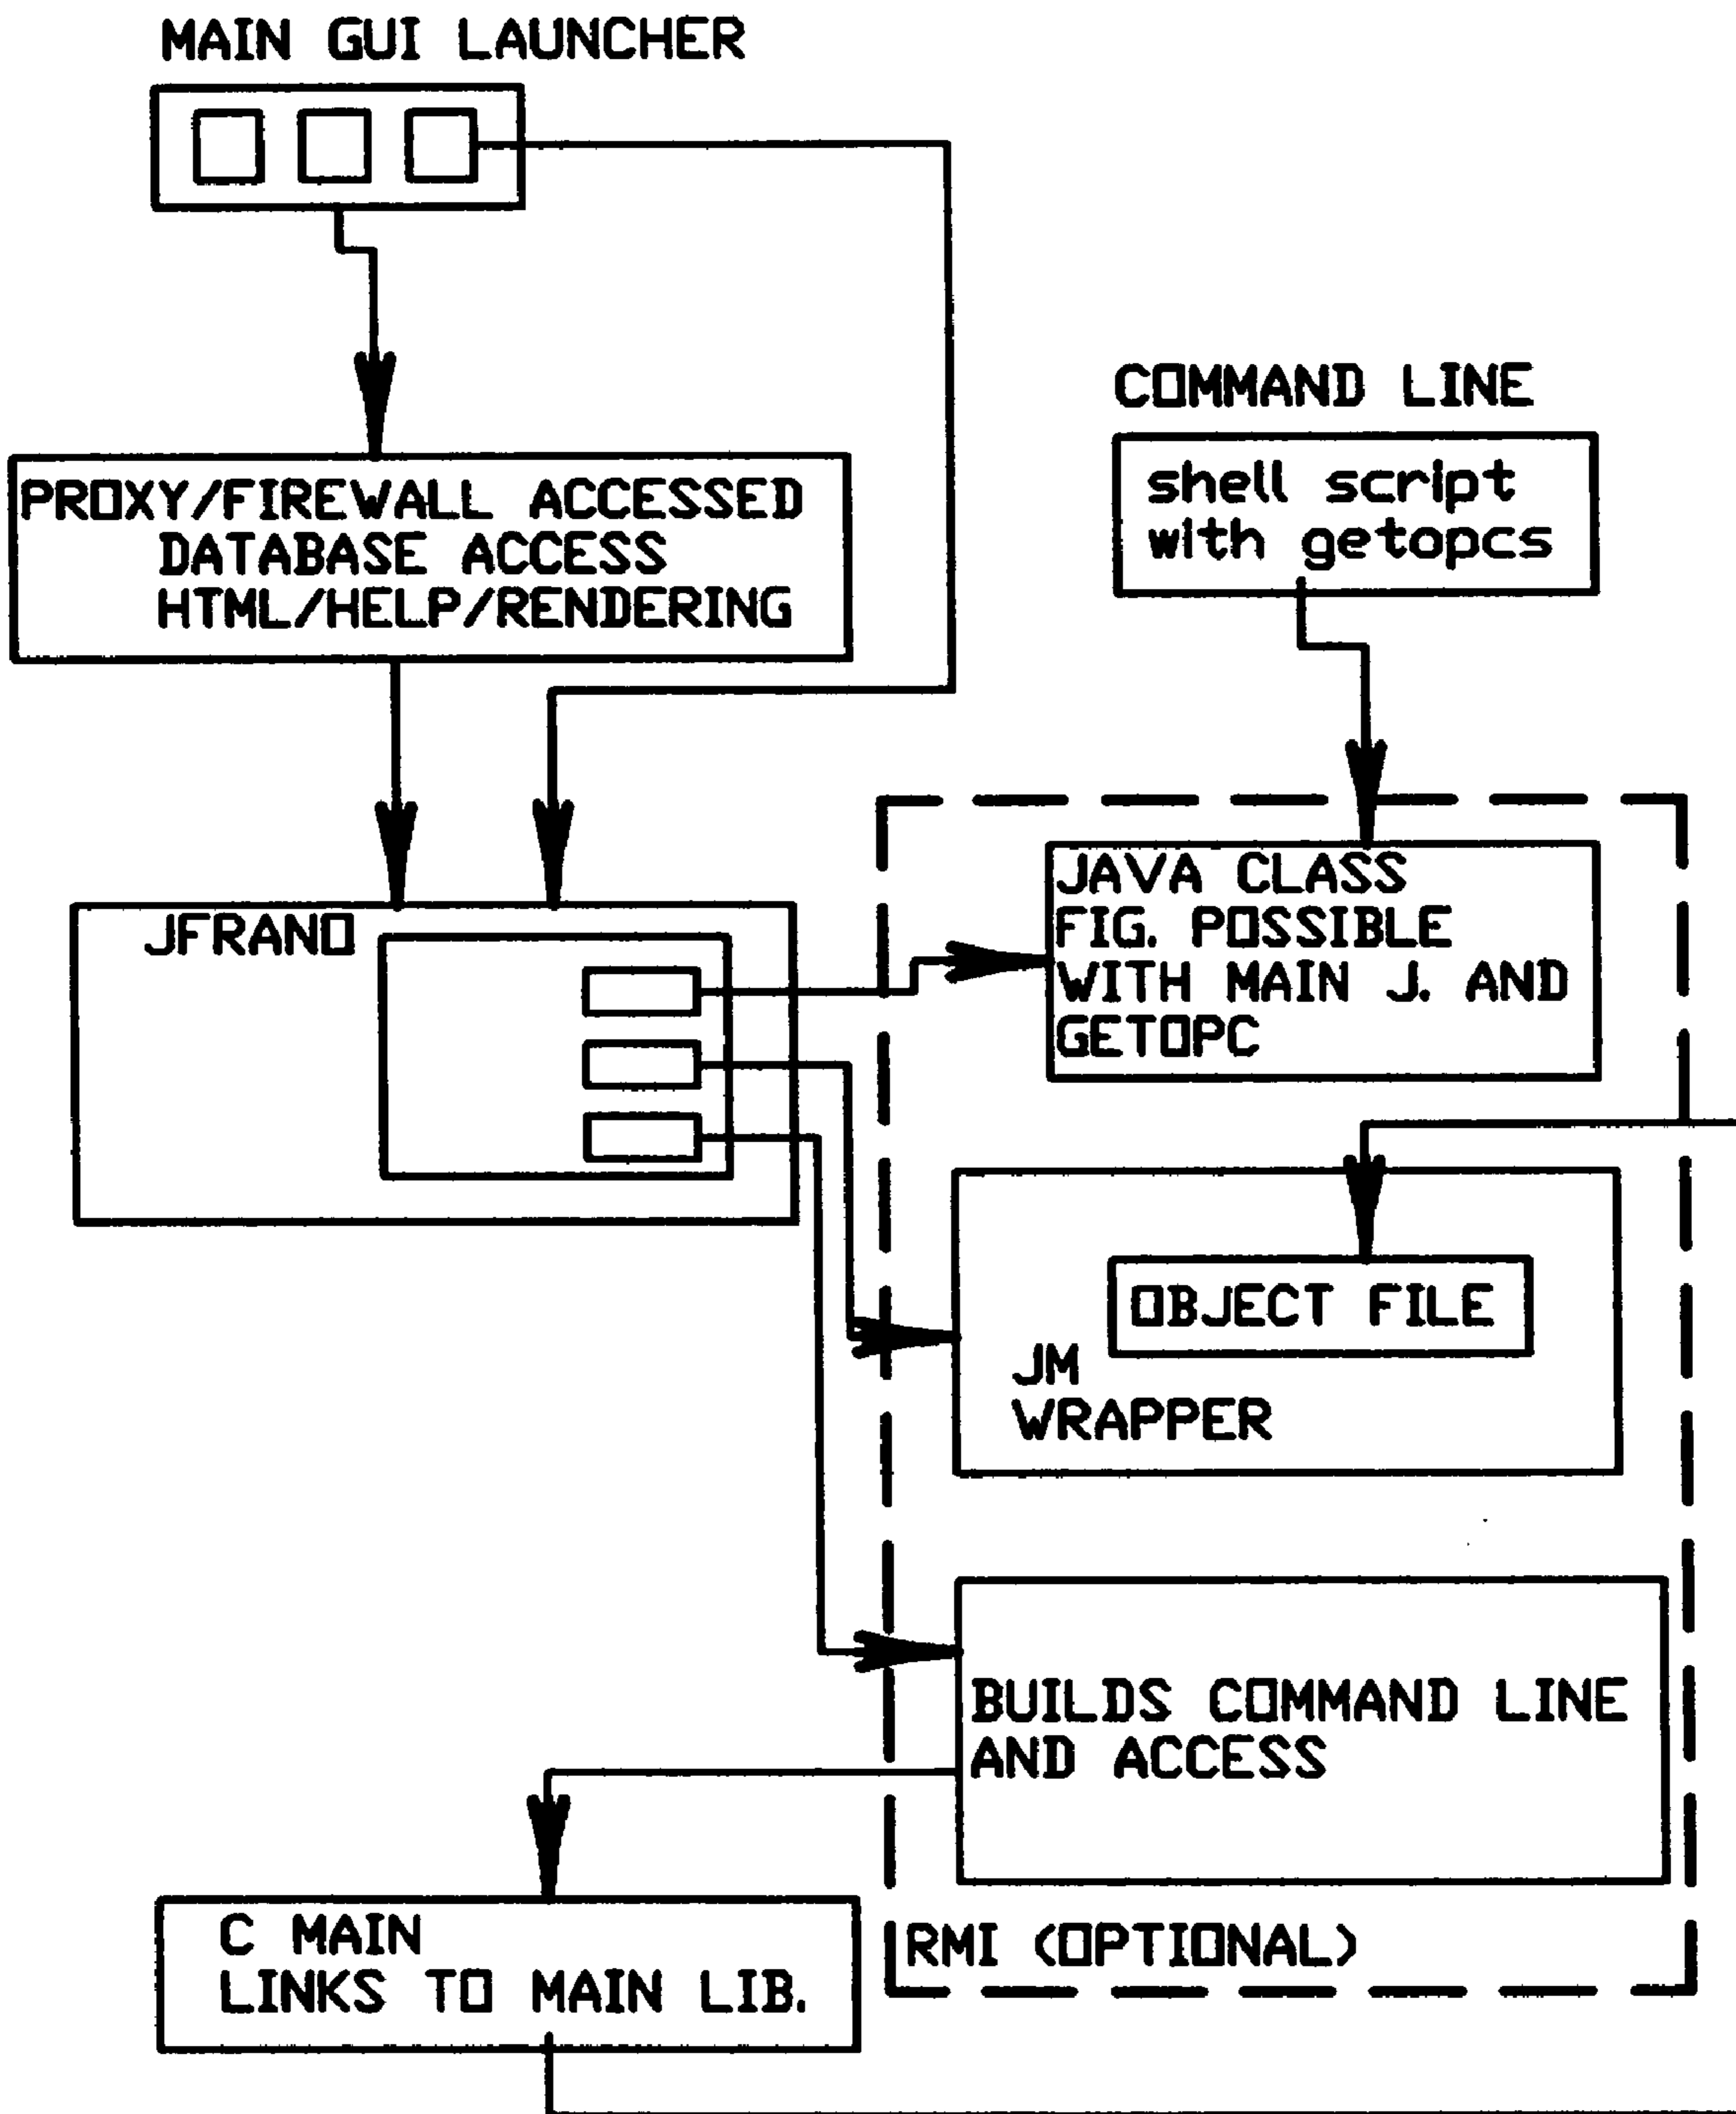 MAIN GUI LAUNCHER
PROXY/FIREWALL ACCESSED
DATABASE ACCESS
HTML/HELP/RENDERING
COMMAND LINE
shell script
with getopcs
JFRANO
JAVA CLASS
FIG. POSSIBLE
WITH MAIN J. AND
GETOPC
OBJECT FILE
JM
WRAPPER
BUILDS COMMAND LINE
AND ACCESS
C MAIN
LINKS TO MAIN LIB.
RMI (OPTIONAL)